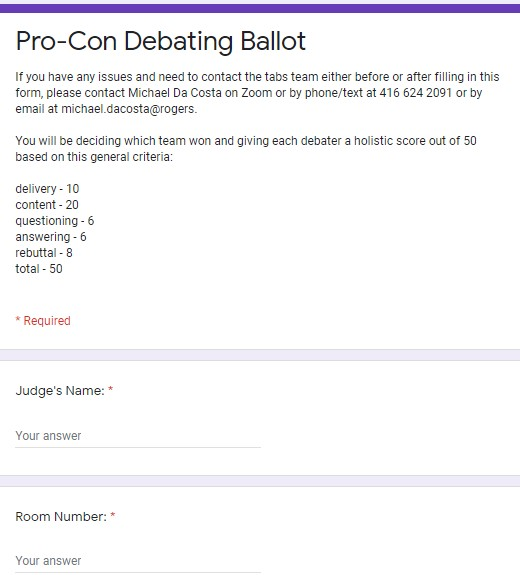 Pro-Con Debating Ballot
If you have any issues and need to contact the tabs team either before or after filling in this
form, please contact Michael Da Costa on Zoom or by phone/text at 416 624 2091 or by
email at michael.dacosta@rogers.
You will be deciding which team won and giving each debater a holistic score out of 50
based on this general criteria:
delivery - 10
content - 20
questioning - 6
answering - 6
rebuttal - 8
total - 50
* Required
Judge's Name: *
Your answer
Room Number: *
Your answer